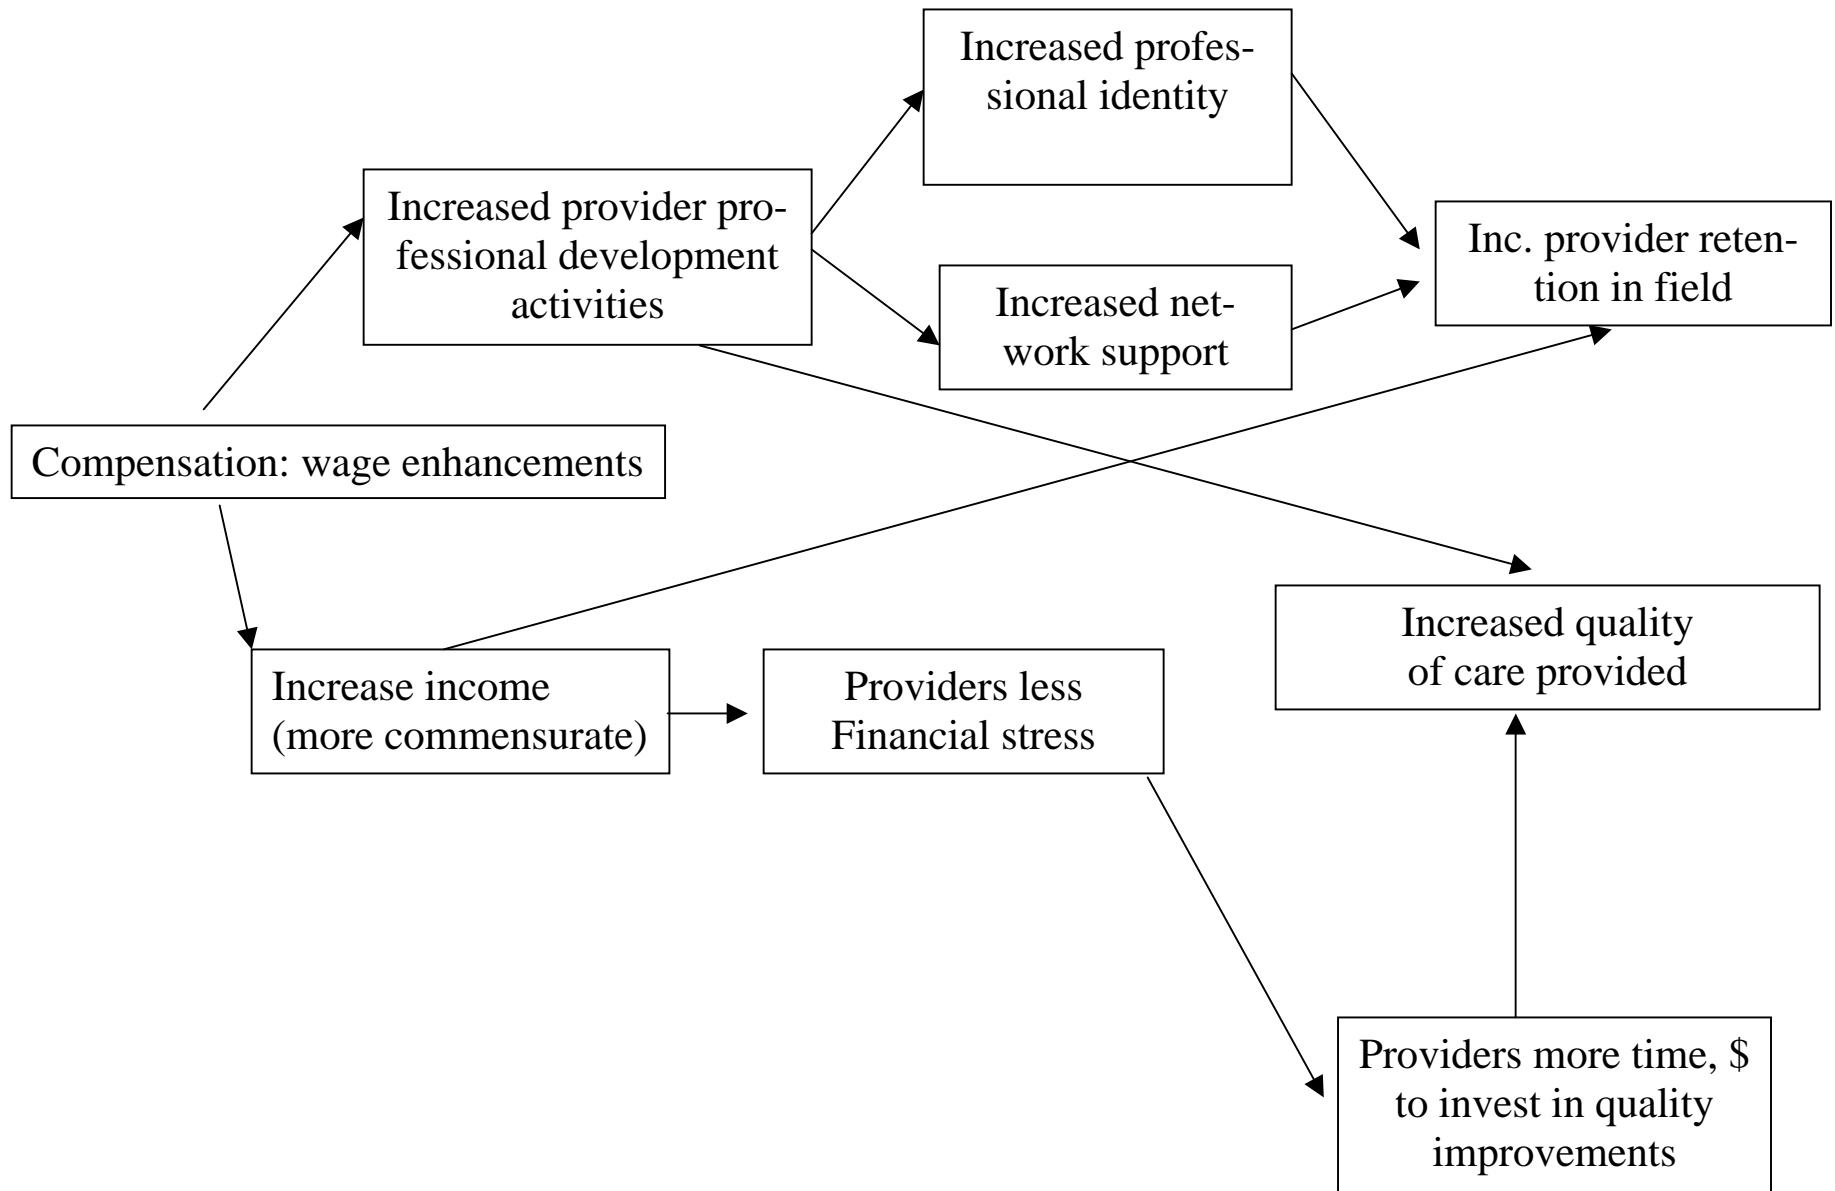 Increased profes-
sional identity
Increased provider pro-
fessional development
activities
Inc. provider reten-
tion in field
Increased net-
work support
Compensation: wage enhancements
Increased quality
of care provided
Increase income
(more commensurate)
Providers less
Financial stress
Providers more time, $
to invest in quality
improvements